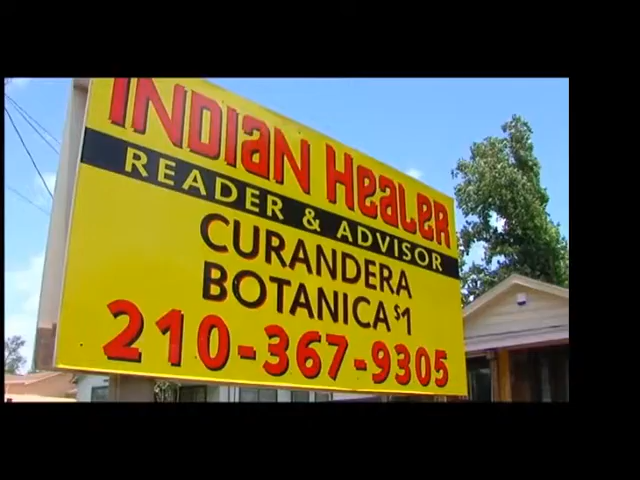 INDIAN HEALER
READER & ADVISOR
CURANDERA
BOTANICA $1
210-367-9305